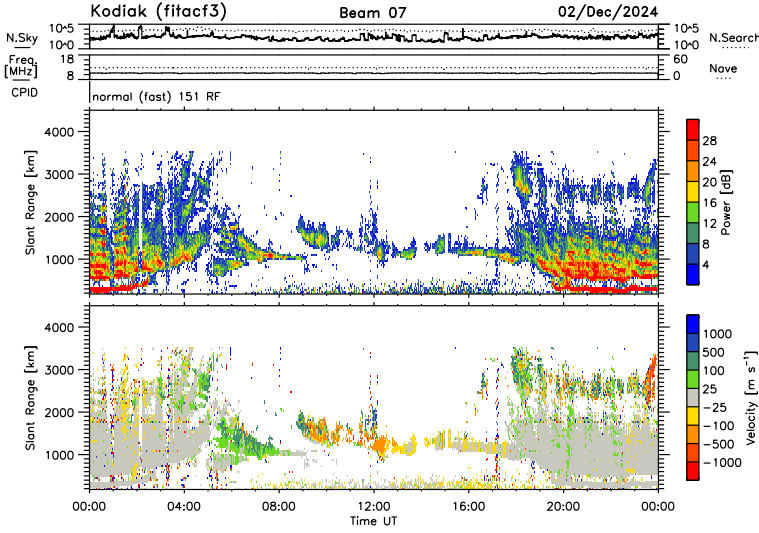 Kodiak (fitacf3) Beam 07 02/Dec/2024
N.Sky 10^5 10^0 10^5 10^0 N.Search
Freq. [MHz] 18 8 60 0 Nave
CPID normal (fast) 151 RF
Slant Range [km]
4000
3000
2000
1000
28
24
20
16
12
8
4
Power [dB]
Slant Range [km]
4000
3000
2000
1000
1000
500
100
25
−25
−100
−500
−1000
Velocity [m s⁻¹]
00:00 04:00 08:00 12:00 16:00 20:00 00:00
Time UT